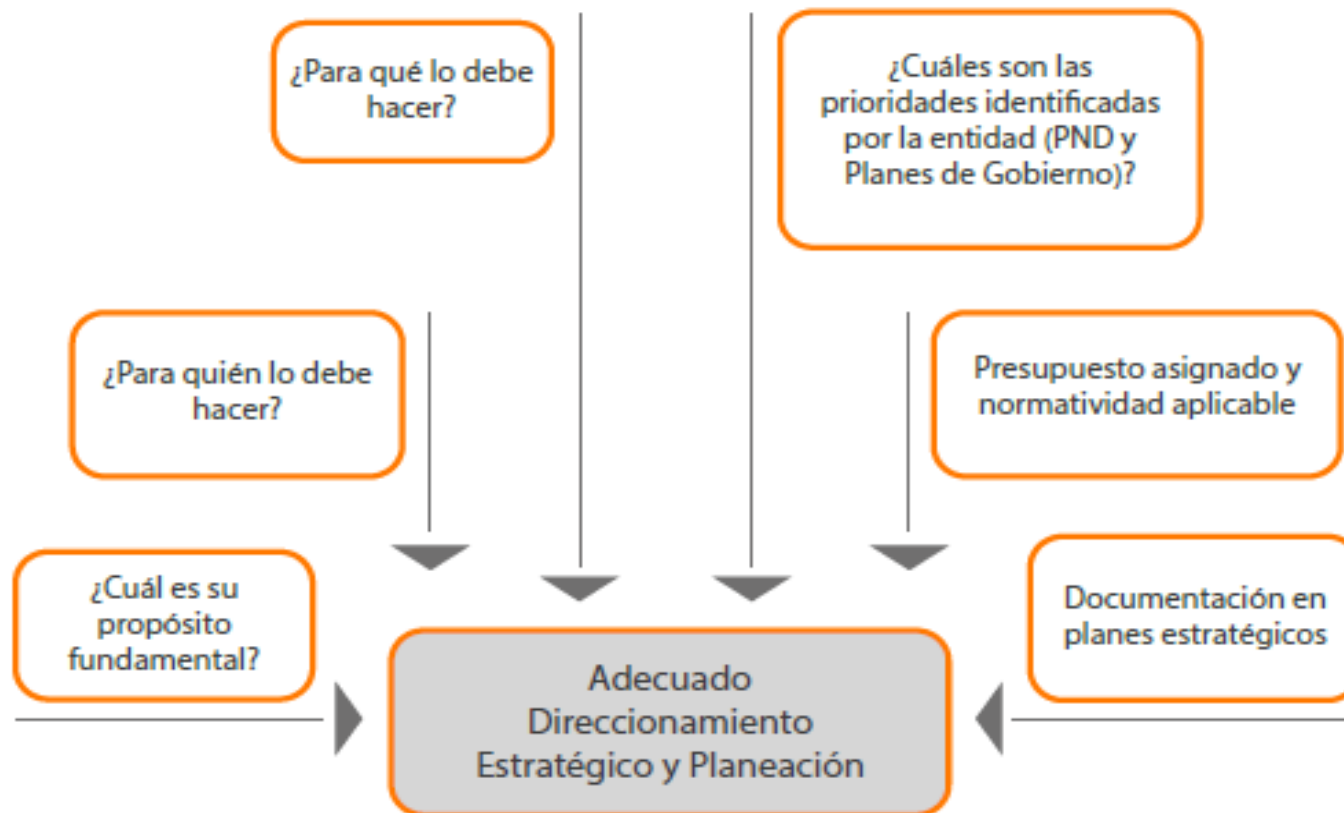 ¿Para qué lo debe
hacer?
¿Cuáles son las
prioridades identificadas
por la entidad (PND y
Planes de Gobierno)?
¿Para quién lo debe
hacer?
Presupuesto asignado y
normatividad aplicable
¿Cuál es su
propósito
fundamental?
Documentación en
planes estratégicos
Adecuado
Direccionamiento
Estratégico y Planeación